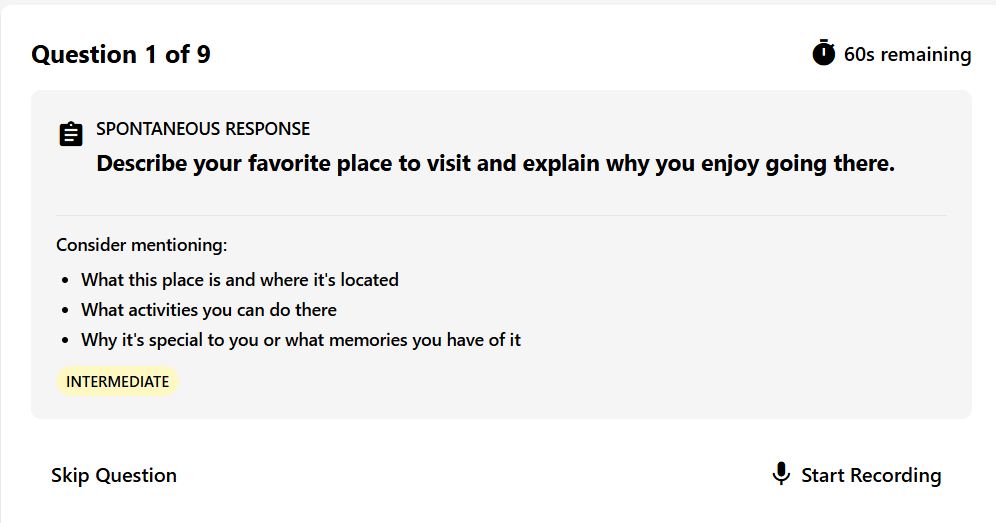 Question 1 of 9
60s remaining
SPONTANEOUS RESPONSE
Describe your favorite place to visit and explain why you enjoy going there.
Consider mentioning:
• What this place is and where it's located
• What activities you can do there
• Why it's special to you or what memories you have of it
INTERMEDIATE
Skip Question
Start Recording